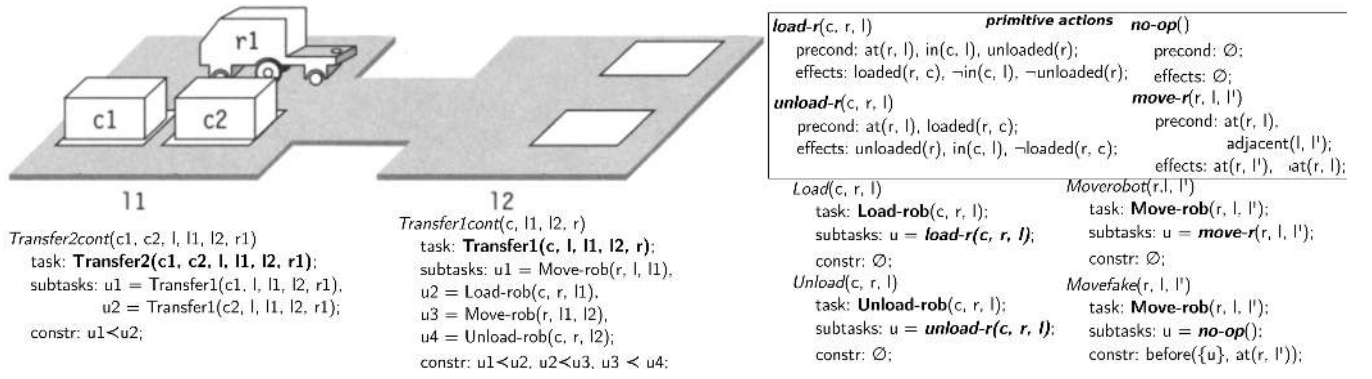 r1
c1
c2
l1
l2
Transfer2cont(c1, c2, l, l1, l2, r1)
task: Transfer2(c1, c2, l, l1, l2, r1);
subtasks: u1 = Transfer1(c1, l, l1, l2, r1),
u2 = Transfer1(c2, l, l1, l2, r1);
constr: u1≺u2;
Transfer1cont(c, l1, l2, r)
task: Transfer1(c, l, l1, l2, r);
subtasks: u1 = Move-rob(r, l, l1),
u2 = Load-rob(c, r, l1),
u3 = Move-rob(r, l1, l2),
u4 = Unload-rob(c, r, l2);
constr: u1≺u2, u2≺u3, u3 ≺ u4;
primitive actions
load-r(c, r, l)
precond: at(r, l), in(c, l), unloaded(r);
effects: loaded(r, c), ¬in(c, l), ¬unloaded(r);
unload-r(c, r, l)
precond: at(r, l), loaded(r, c);
effects: unloaded(r), in(c, l), ¬loaded(r, c);
no-op()
precond: ∅;
effects: ∅;
move-r(r, l, l')
precond: at(r, l),
adjacent(l, l');
effects: at(r, l'), at(r, l);
Load(c, r, l)
task: Load-rob(c, r, l);
subtasks: u = load-r(c, r, l);
constr: ∅;
Unload(c, r, l)
task: Unload-rob(c, r, l);
subtasks: u = unload-r(c, r, l);
constr: ∅;
Moverobot(r,l, l')
task: Move-rob(r, l, l');
subtasks: u = move-r(r, l, l');
constr: ∅;
Movefake(r, l, l')
task: Move-rob(r, l, l');
subtasks: u = no-op();
constr: before({u}, at(r, l'));